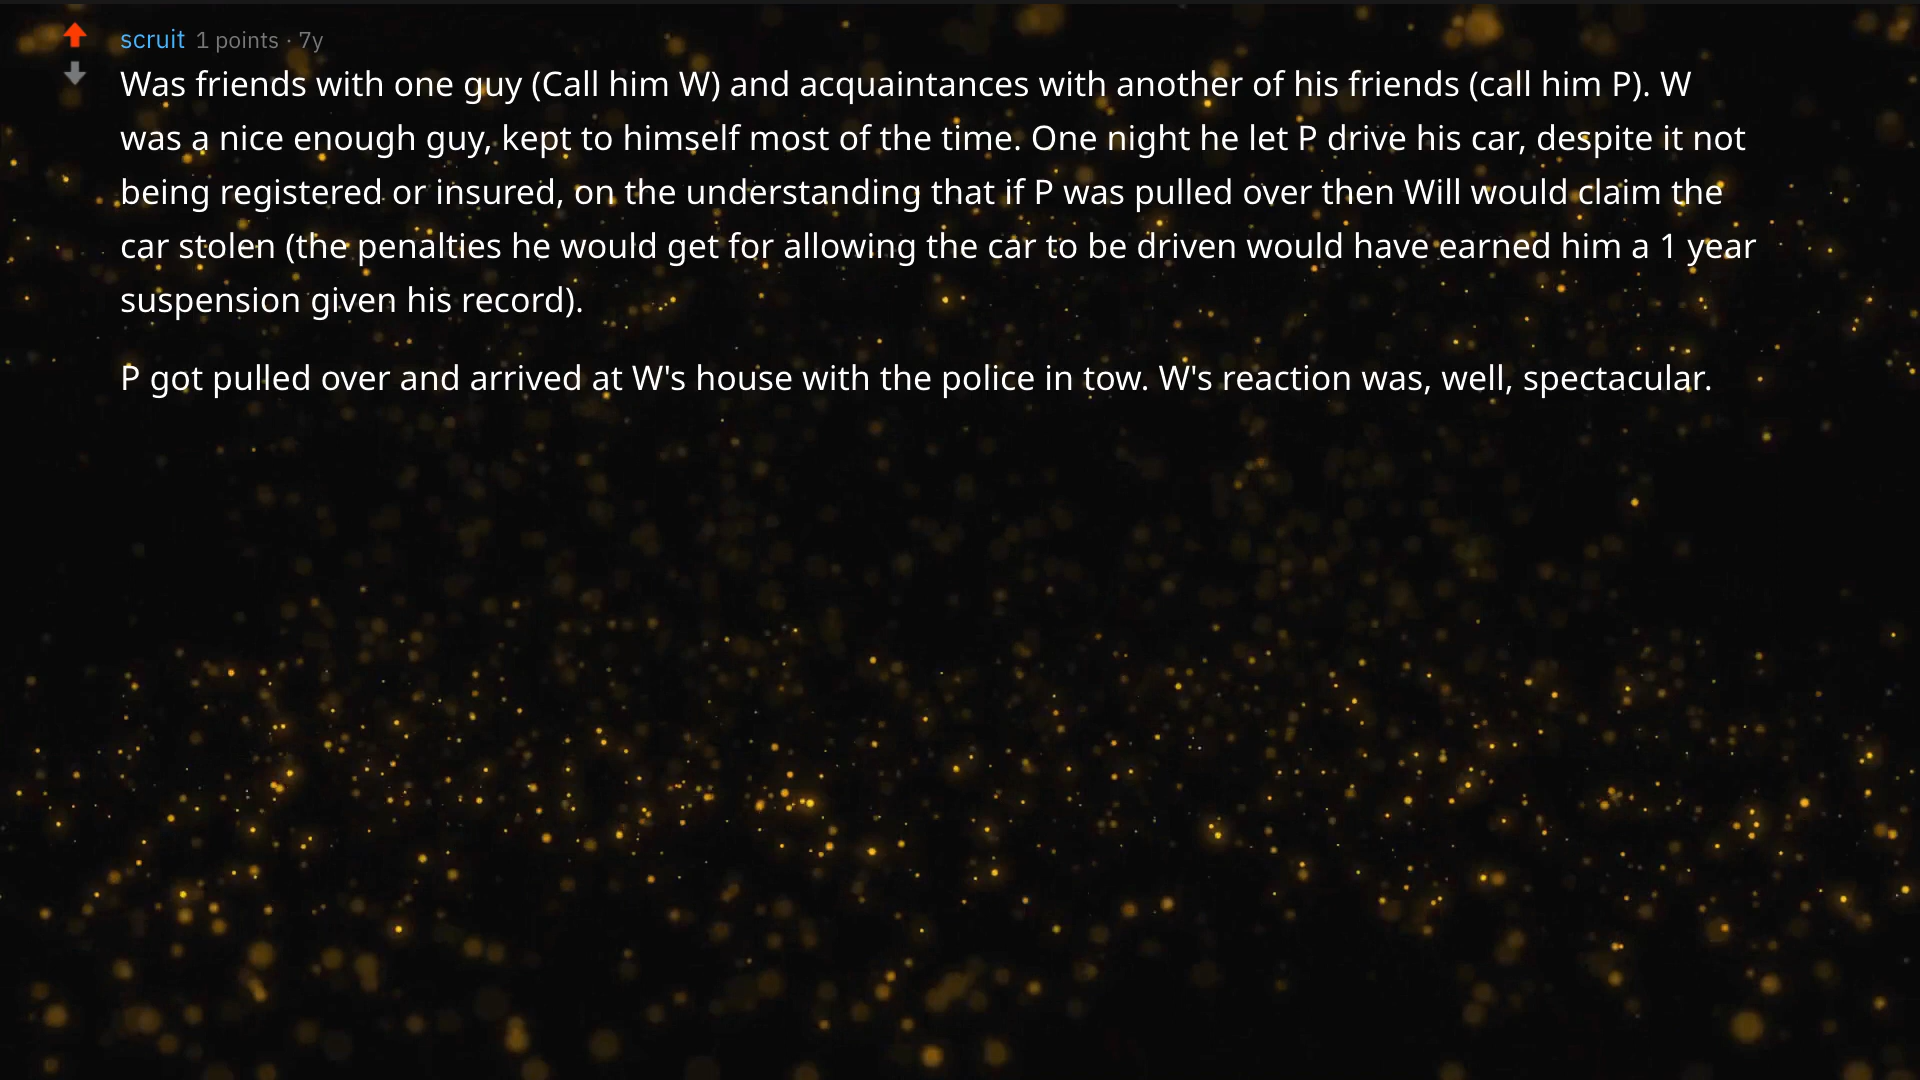 scruit 1 points · 7y
Was friends with one guy (Call him W) and acquaintances with another of his friends (call him P). W
was a nice enough guy, kept to himself most of the time. One night he let P drive his car, despite it not
being registered or insured, on the understanding that if P was pulled over then Will would claim the
car stolen (the penalties he would get for allowing the car to be driven would have earned him a 1 year
suspension given his record).
P got pulled over and arrived at W's house with the police in tow. W's reaction was, well, spectacular.